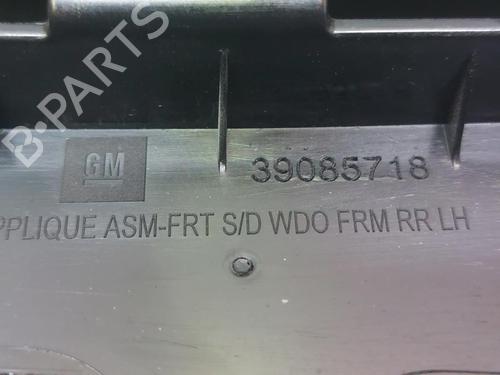 B-PARTS
GM
39085718
PPLIQUE ASM-FRT S/D WDO FRM RR LH